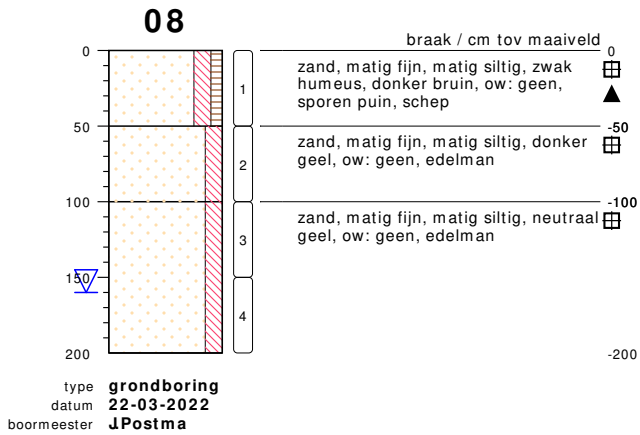 08
braak / cm tov maaiveld
0
0
zand, matig fijn, matig siltig, zwak
humeus, donker bruin, ow: geen,
sporen puin, schep
1
50
-50
zand, matig fijn, matig siltig, donker
geel, ow: geen, edelman
2
100
-100
zand, matig fijn, matig siltig, neutraal
geel, ow: geen, edelman
3
150
4
200
-200
type grondboring
datum 22-03-2022
boormeester J.Postma